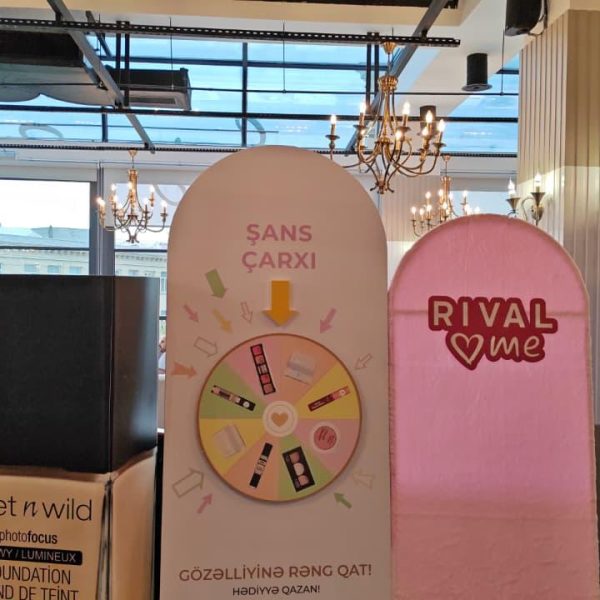 ŞANS
ÇARXI
GÖZƏLLİYİNƏ RƏNG QAT!
HƏDİYYƏ QAZAN!
RIVAL
me
et n wild
photofocus
WY / LUMINEUX
OUNDATION
ND DE TEINT